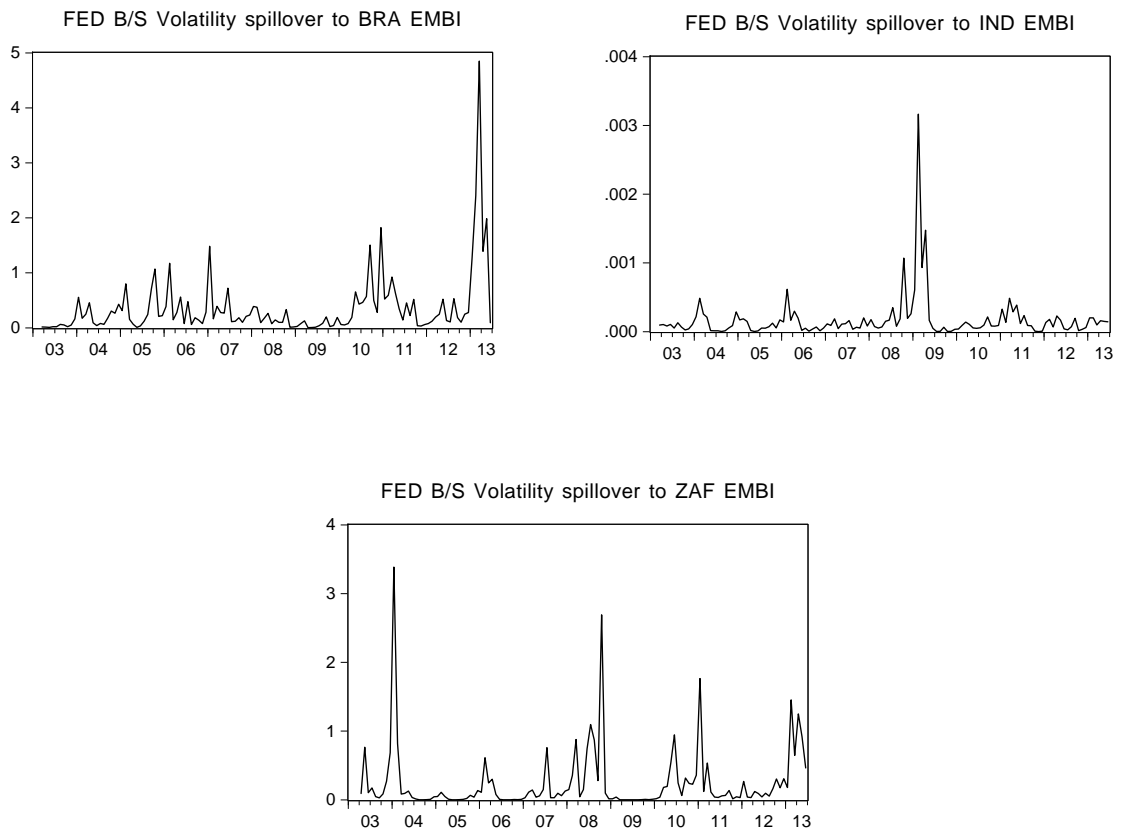 FED B/S Volatility spillover to BRA EMBI
5
4
3
2
1
0
03 04 05 06 07 08 09 10 11 12 13
FED B/S Volatility spillover to IND EMBI
.004
.003
.002
.001
.000
03 04 05 06 07 08 09 10 11 12 13
FED B/S Volatility spillover to ZAF EMBI
4
3
2
1
0
03 04 05 06 07 08 09 10 11 12 13